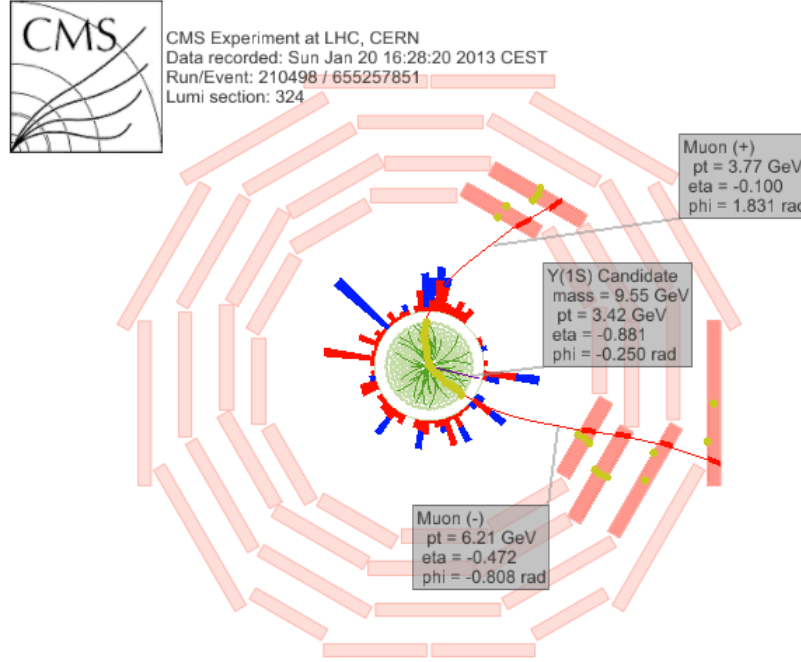 CMS
CMS Experiment at LHC, CERN
Data recorded: Sun Jan 20 16:28:20 2013 CEST
Run/Event: 210498 / 655257851
Lumi section: 324
Muon (+)
pt = 3.77 GeV
eta = -0.100
phi = 1.831 rad
Y(1S) Candidate
mass = 9.55 GeV
pt = 3.42 GeV
eta = -0.881
phi = -0.250 rad
Muon (-)
pt = 6.21 GeV
eta = -0.472
phi = -0.808 rad